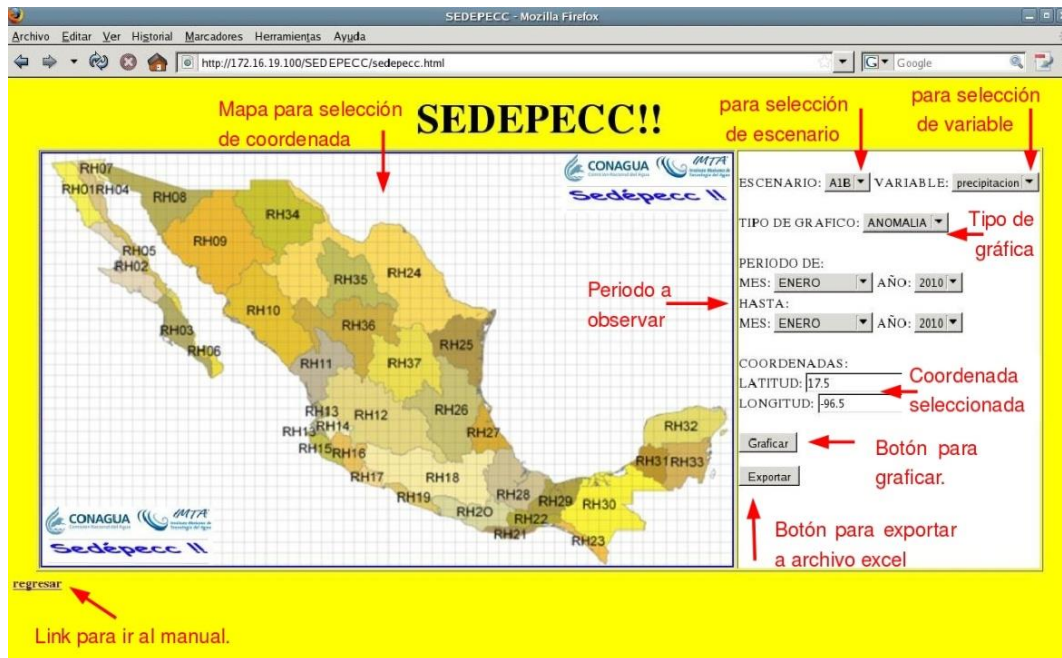 SEDEPECC - Mozilla Firefox
Archivo Editar Ver Historial Marcadores Herramientas Ayuda
http://172.16.19.100/SEDEPECC/sedepecc.html
G Google
Mapa para selección
de coordenada
SEDEPECC!!
para selección
de escenario
para selección
de variable
CONAGUA
IMTA
Sedépecc II
RH07
RH01RH04
RH08
RH34
RH09
RH05
RH02
RH35
RH24
RH10
RH36
RH03
RH06
RH25
RH11
RH37
RH13
RH14
RH13
RH12
RH26
RH27
RH32
RH15
RH16
RH31
RH33
RH17
RH18
RH19
RH28
RH29
RH30
RH20
RH22
RH21
RH23
CONAGUA
IMTA
Sedépecc II
ESCENARIO: A1B VARIABLE: precipitacion
TIPO DE GRAFICO: ANOMALIA
Tipo de
gráfica
PERIODO DE:
MES: ENERO AÑO: 2010
HASTA:
MES: ENERO AÑO: 2010
Periodo a
observar
COORDENADAS:
LATITUD: 17.5
LONGITUD: -96.5
Coordenada
seleccionada
Graficar
Botón para
graficar.
Exportar
Botón para exportar
a archivo excel
regresar
Link para ir al manual.